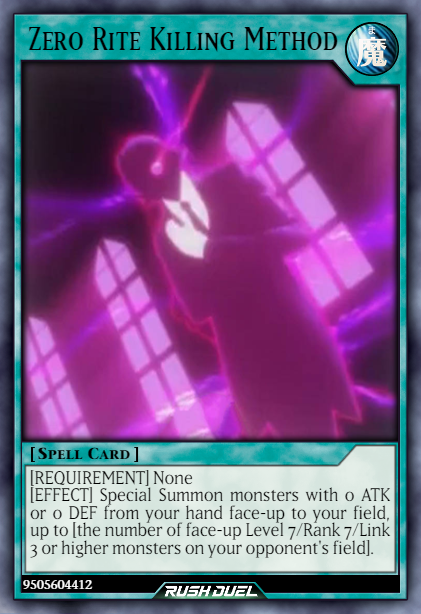 Zero Rite Killing Method
ま
魔
[Spell Card]
[REQUIREMENT] None
[EFFECT] Special Summon monsters with 0 ATK
or 0 DEF from your hand face-up to your field,
up to [the number of face-up Level 7/Rank 7/Link
3 or higher monsters on your opponent's field].
9505604412
RUSH DUEL